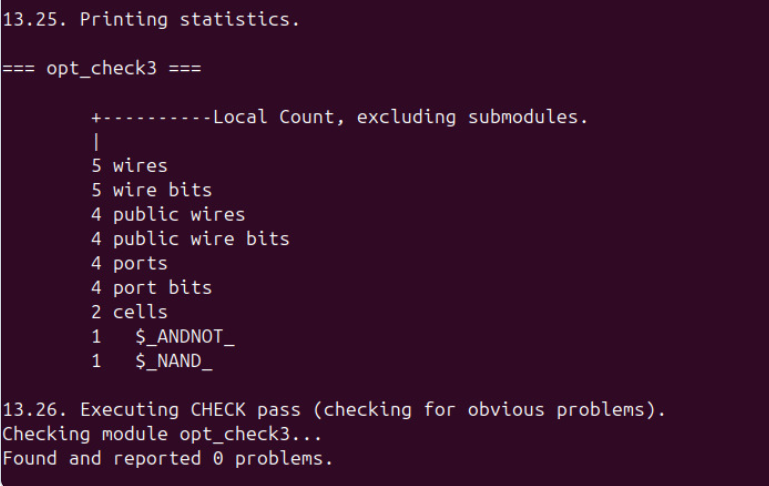 13.25. Printing statistics.
=== opt_check3 ===
+----------Local Count, excluding submodules.
|
5 wires
5 wire bits
4 public wires
4 public wire bits
4 ports
4 port bits
2 cells
1   $_ANDNOT_
1   $_NAND_
13.26. Executing CHECK pass (checking for obvious problems).
Checking module opt_check3...
Found and reported 0 problems.